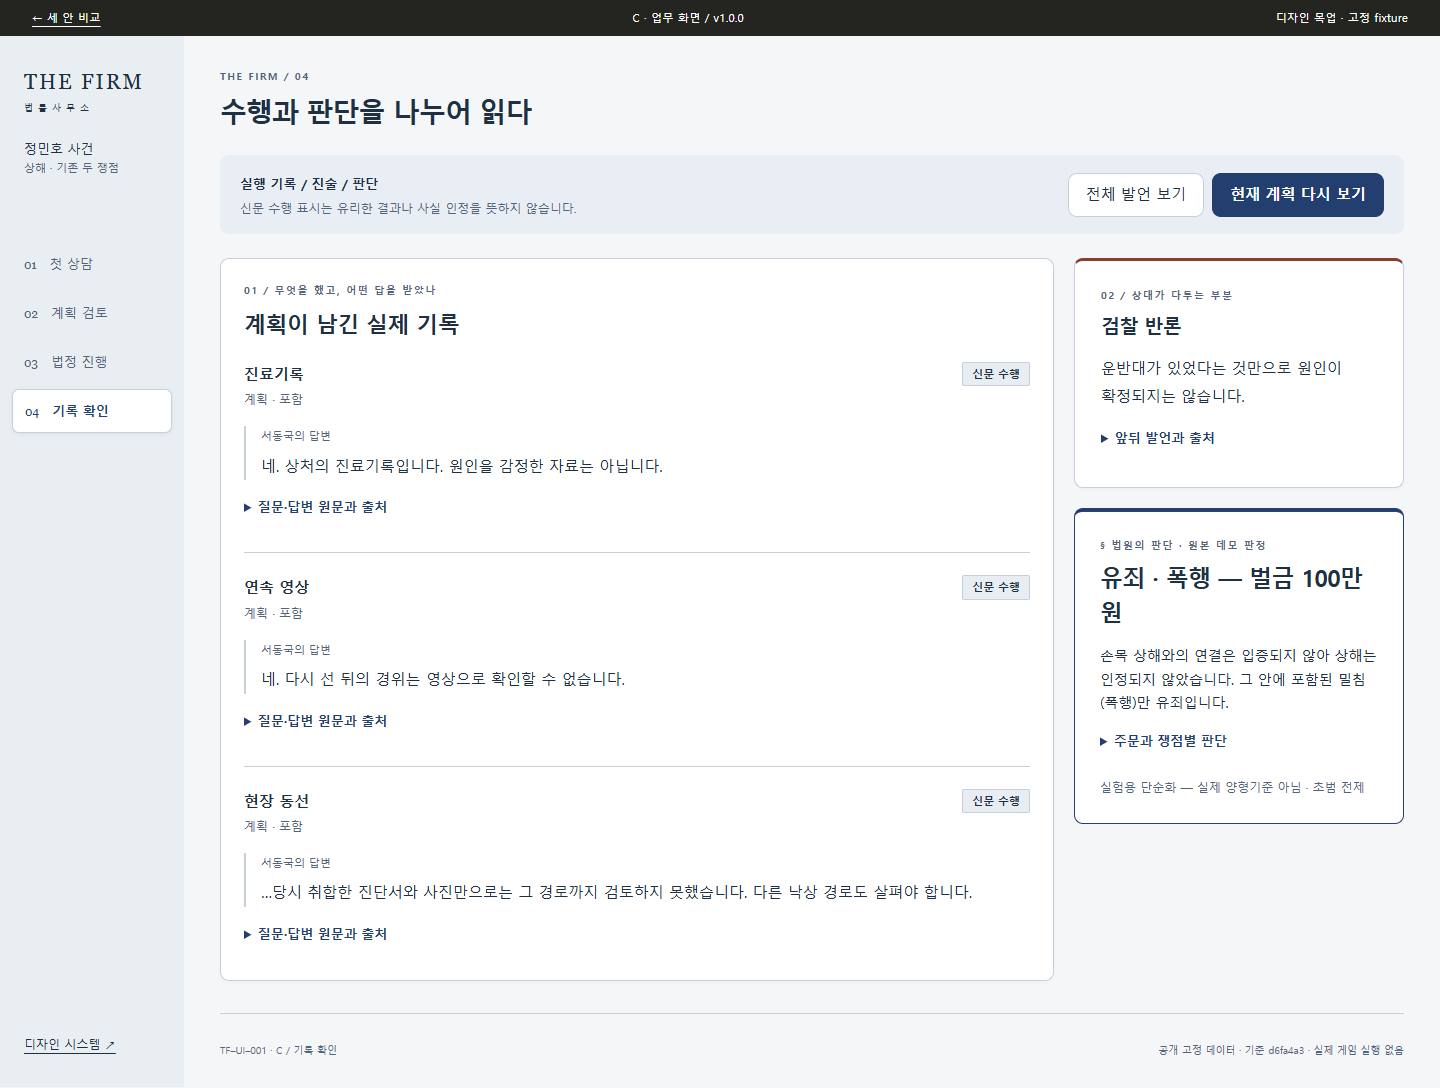 ← 세 안 비교
C · 업무 화면 / v1.0.0
디자인 목업 · 고정 fixture
THE FIRM
법률사무소
정민호 사건
상해 · 기존 두 쟁점
01 첫 상담
02 계획 검토
03 법정 진행
04 기록 확인
디자인 시스템 ↗
THE FIRM / 04
수행과 판단을 나누어 읽다
실행 기록 / 진술 / 판단
신문 수행 표시는 유리한 결과나 사실 인정을 뜻하지 않습니다.
전체 발언 보기
현재 계획 다시 보기
01 / 무엇을 했고, 어떤 답을 받았나
계획이 남긴 실제 기록
진료기록
신문 수행
계획 · 포함
서동국의 답변
네. 상처의 진료기록입니다. 원인을 감정한 자료는 아닙니다.
▶ 질문·답변 원문과 출처
연속 영상
신문 수행
계획 · 포함
서동국의 답변
네. 다시 선 뒤의 경위는 영상으로 확인할 수 없습니다.
▶ 질문·답변 원문과 출처
현장 동선
신문 수행
계획 · 포함
서동국의 답변
...당시 취합한 진단서와 사진만으로는 그 경로까지 검토하지 못했습니다. 다른 낙상 경로도 살펴야 합니다.
▶ 질문·답변 원문과 출처
02 / 상대가 다투는 부분
검찰 반론
운반대가 있었다는 것만으로 원인이
확정되지는 않습니다.
▶ 앞뒤 발언과 출처
§ 법원의 판단 · 원본 데모 판정
유죄 · 폭행 — 벌금 100만
원
손목 상해와의 연결은 입증되지 않아 상해는
인정되지 않았습니다. 그 안에 포함된 밀침
(폭행)만 유죄입니다.
▶ 주문과 쟁점별 판단
실험용 단순화 — 실제 양형기준 아님 · 초범 전제
TF-UI-001 · C / 기록 확인
공개 고정 데이터 · 기준 d6fa4a3 · 실제 게임 실행 없음